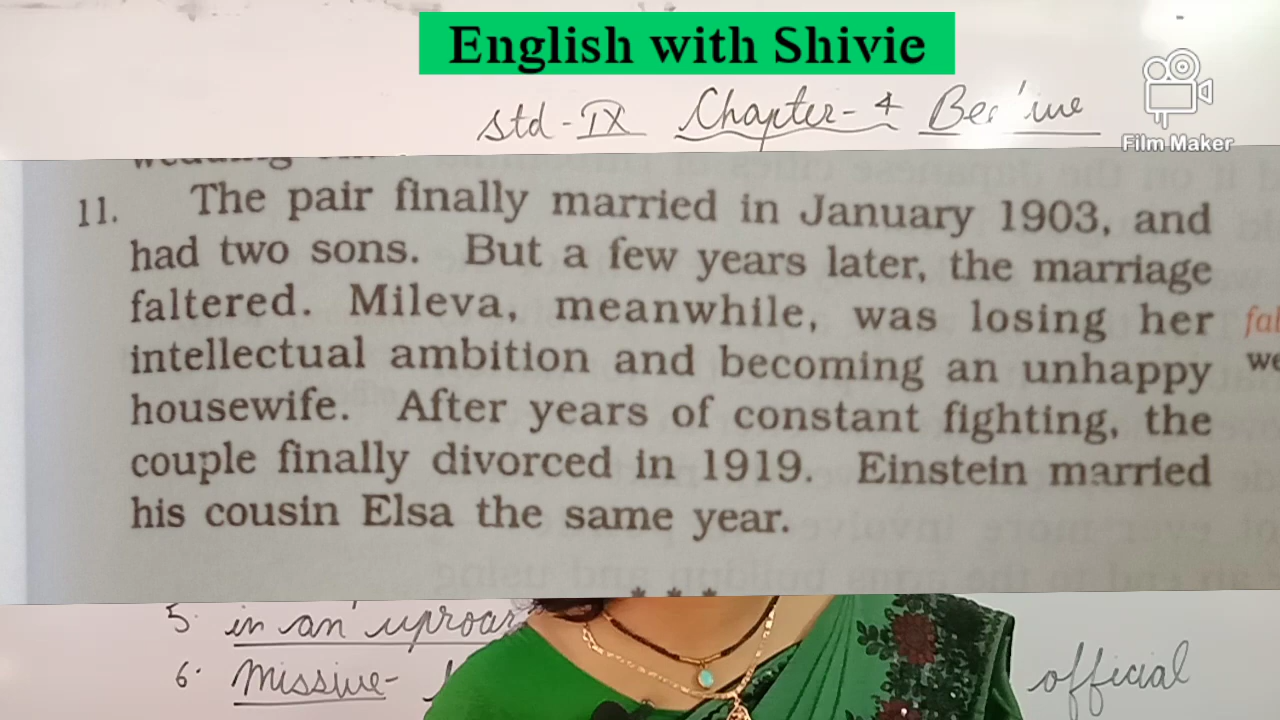 English with Shivie
Std - IX Chapter - 4
Film Maker
11. The pair finally married in January 1903, and
had two sons. But a few years later, the marriage
faltered. Mileva, meanwhile, was losing her
intellectual ambition and becoming an unhappy
housewife. After years of constant fighting, the
couple finally divorced in 1919. Einstein married
his cousin Elsa the same year.
* * *
5. in an uproar
6. Missive- official